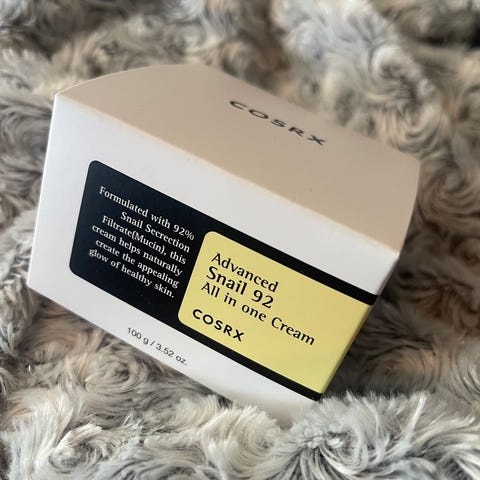 COSRX
Formulated with 92%
Snail Secrection
Filtrate(Mucin), this
cream helps naturally
create the appealing
glow of healthy skin.
Advanced
Snail 92
All in one Cream
COSRX
100 g / 3.52 oz.